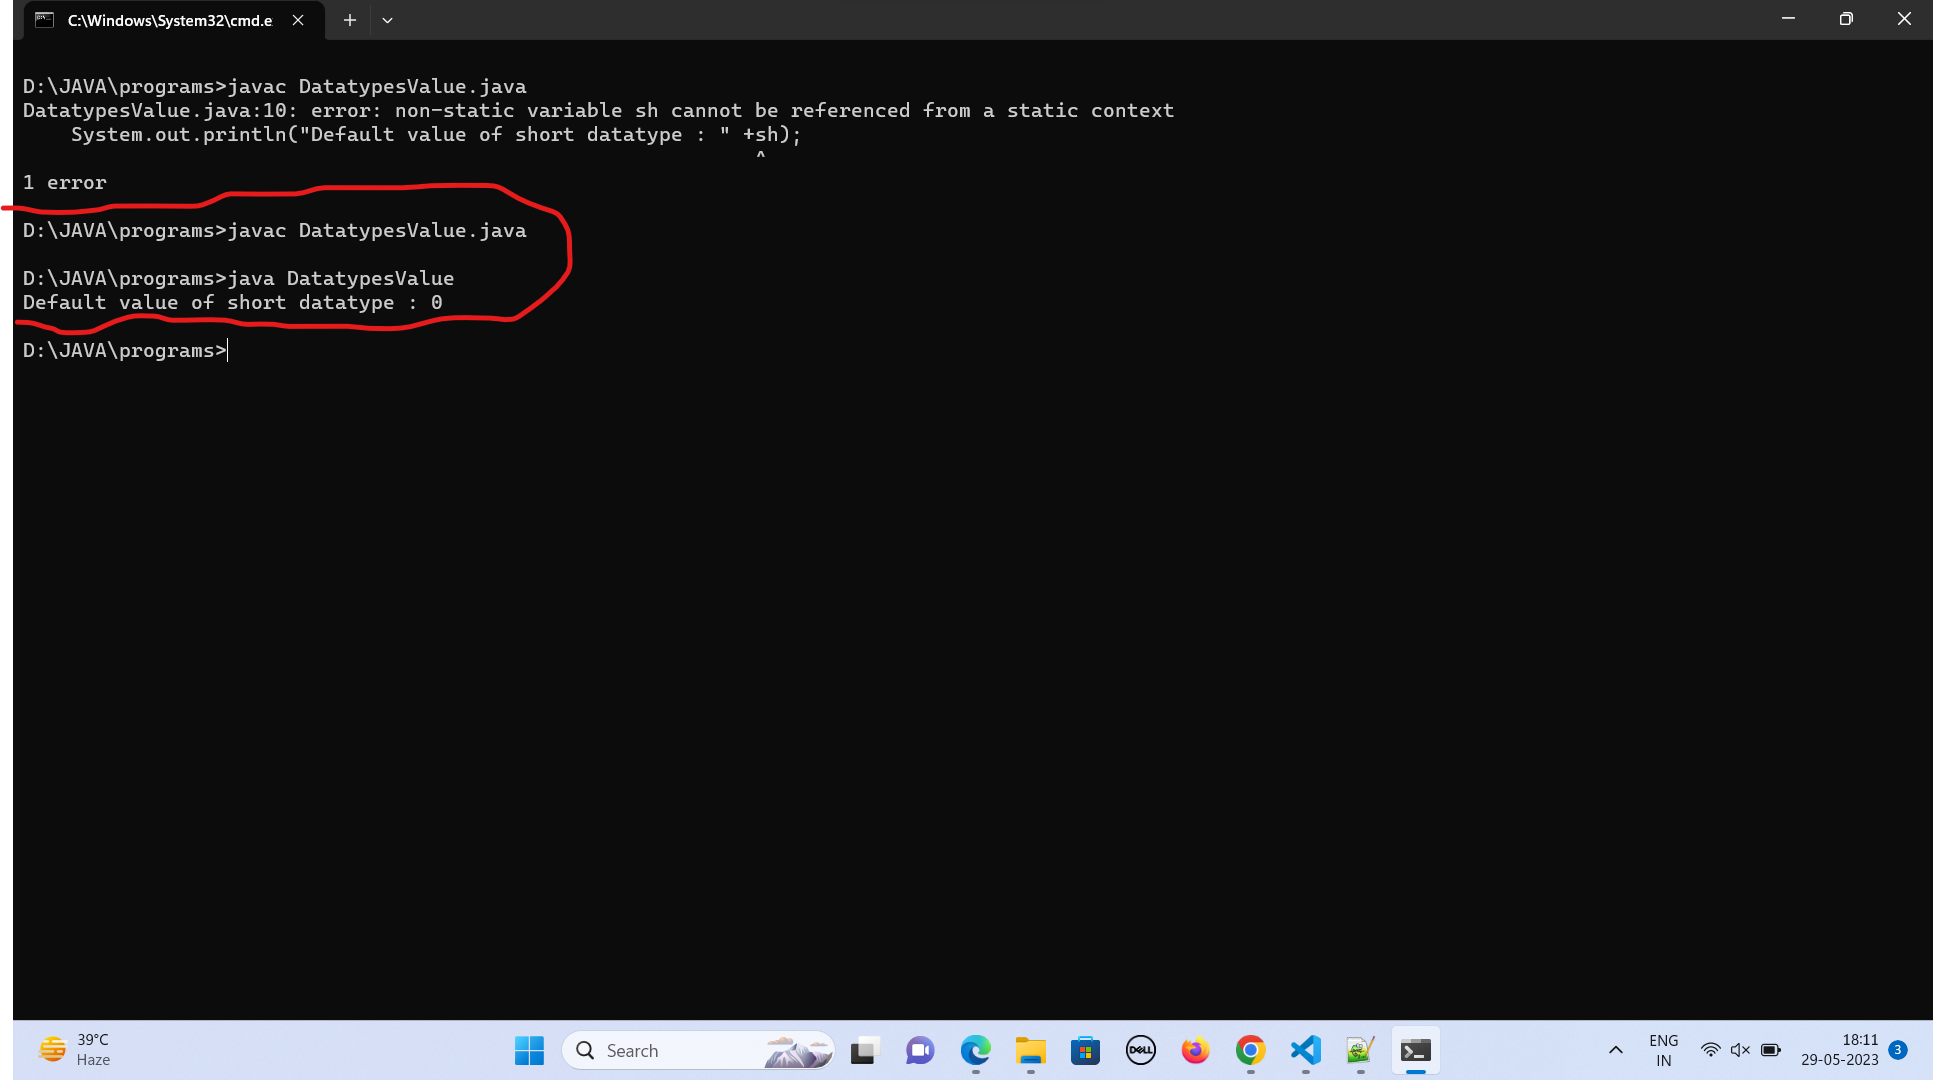 C:\Windows\System32\cmd.e
D:\JAVA\programs>javac DatatypesValue.java
DatatypesValue.java:10: error: non-static variable sh cannot be referenced from a static context
    System.out.println("Default value of short datatype : " +sh);
                                                             ^
1 error
D:\JAVA\programs>javac DatatypesValue.java
D:\JAVA\programs>java DatatypesValue
Default value of short datatype : 0
D:\JAVA\programs>
39°C
Haze
Search
DELL
ENG
IN
18:11
29-05-2023
3